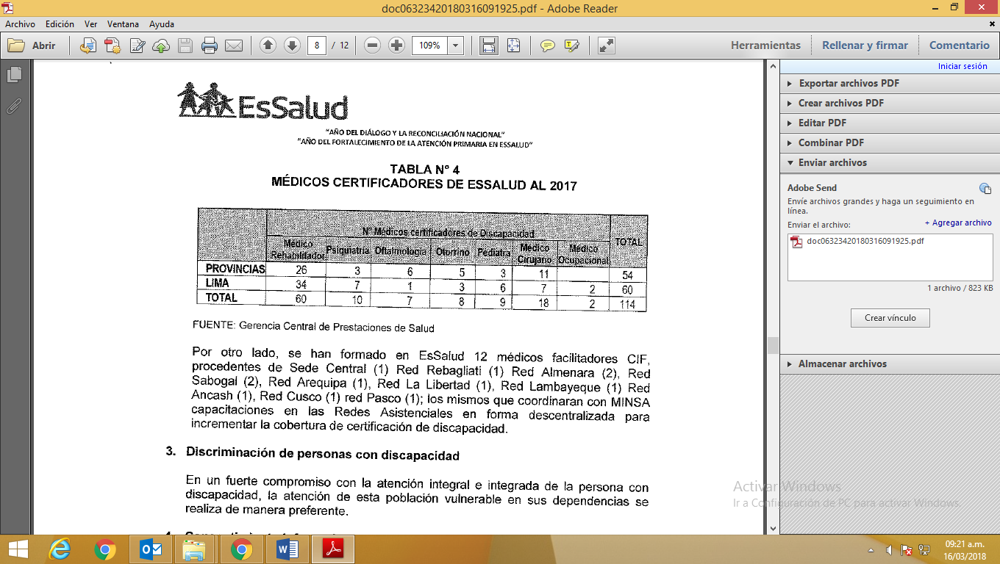 doc06323420180316091925.pdf - Adobe Reader
Archivo Edición Ver Ventana Ayuda
Abrir 8 / 12 109% Herramientas Rellenar y firmar Comentario
Iniciar sesión
Exportar archivos PDF
Crear archivos PDF
Editar PDF
Combinar PDF
Enviar archivos
Adobe Send
Envíe archivos grandes y haga un seguimiento en
línea.
Enviar el archivo: + Agregar archivo
doc06323420180316091925.pdf
1 archivo / 823 KB
Crear vínculo
Almacenar archivos
EsSalud
"AÑO DEL DIÁLOGO Y LA RECONCILIACIÓN NACIONAL"
"AÑO DEL FORTALECIMIENTO DE LA ATENCIÓN PRIMARIA EN ESSALUD"
TABLA N° 4
MÉDICOS CERTIFICADORES DE ESSALUD AL 2017
N° Médicos certificadores de Discapacidad TOTAL
Médico Rehabilitador Psiquiatría Oftalmología Otorrino Pediatra Médico Cirujano Médico Ocupacional
PROVINCIAS 26 3 6 5 3 11 54
LIMA 34 7 1 3 6 7 2 60
TOTAL 60 10 7 8 9 18 2 114
FUENTE: Gerencia Central de Prestaciones de Salud
Por otro lado, se han formado en EsSalud 12 médicos facilitadores CIF,
procedentes de Sede Central (1) Red Rebagliati (1) Red Almenara (2), Red
Sabogal (2), Red Arequipa (1), Red La Libertad (1), Red Lambayeque (1) Red
Ancash (1), Red Cusco (1) red Pasco (1); los mismos que coordinaran con MINSA
capacitaciones en las Redes Asistenciales en forma descentralizada para
incrementar la cobertura de certificación de discapacidad.
3. Discriminación de personas con discapacidad
En un fuerte compromiso con la atención integral e integrada de la persona con
discapacidad, la atención de esta población vulnerable en sus dependencias se
realiza de manera preferente.
Activar Windows
Ir a Configuración de PC para activar Windows.
09:21 a.m.
16/03/2018